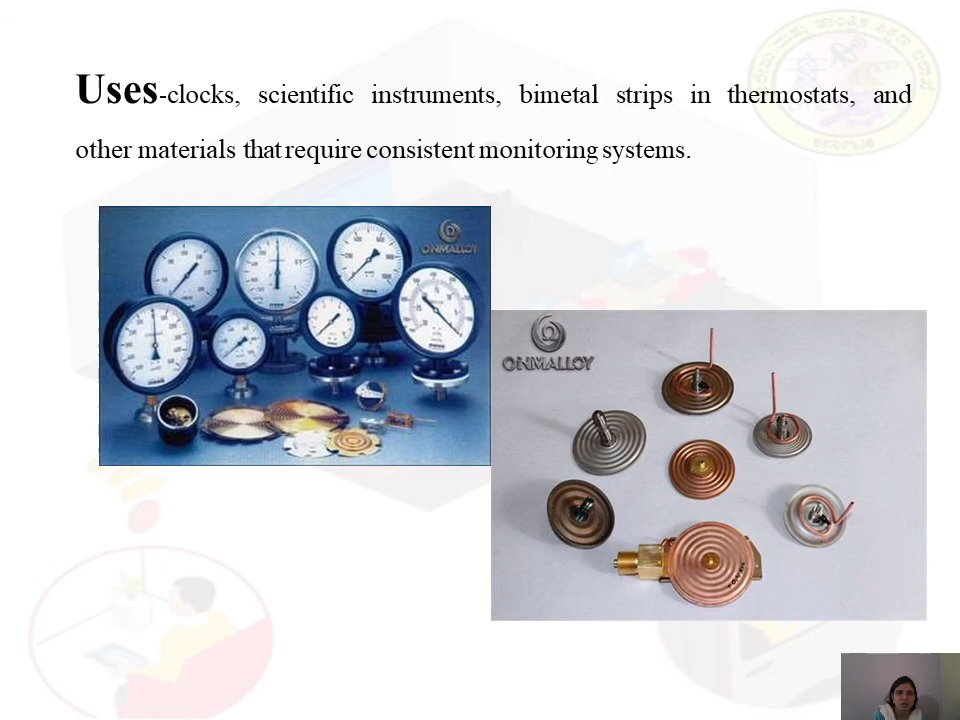 Uses-clocks, scientific instruments, bimetal strips in thermostats, and
other materials that require consistent monitoring systems.
OHMALLOY
OHMALLOY